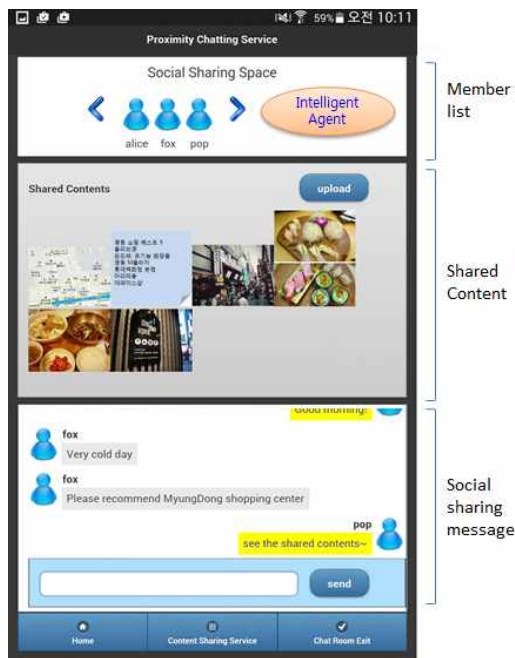 59% 오전 10:11
Proximity Chatting Service
Social Sharing Space
Intelligent
Agent
alice fox pop
Member
list
Shared Contents
upload
Shared
Content
Good morning!
fox
Very cold day
fox
Please recommend MyungDong shopping center
pop
see the shared contents~
Social
sharing
message
send
Home
Content Sharing Service
Chat Room Exit